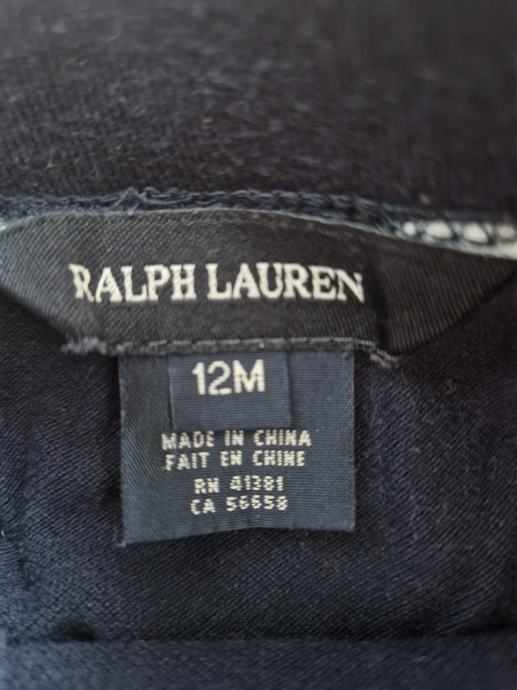 RALPH LAUREN
12M
MADE IN CHINA
FAIT EN CHINE
RN 41381
CA 56658